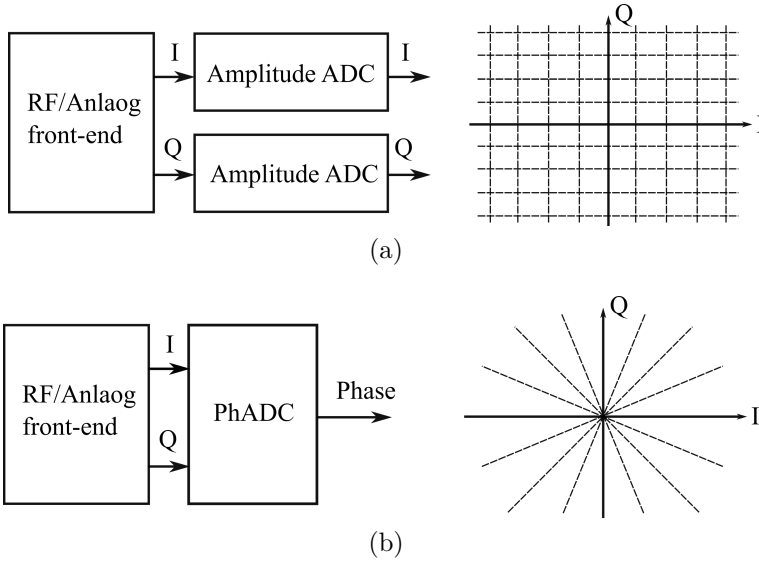 Q
I
I
RF/Anlaog
front-end
Amplitude ADC
Q
Q
Amplitude ADC
I
(a)
Q
I
RF/Anlaog
front-end
PhADC
Phase
Q
I
(b)